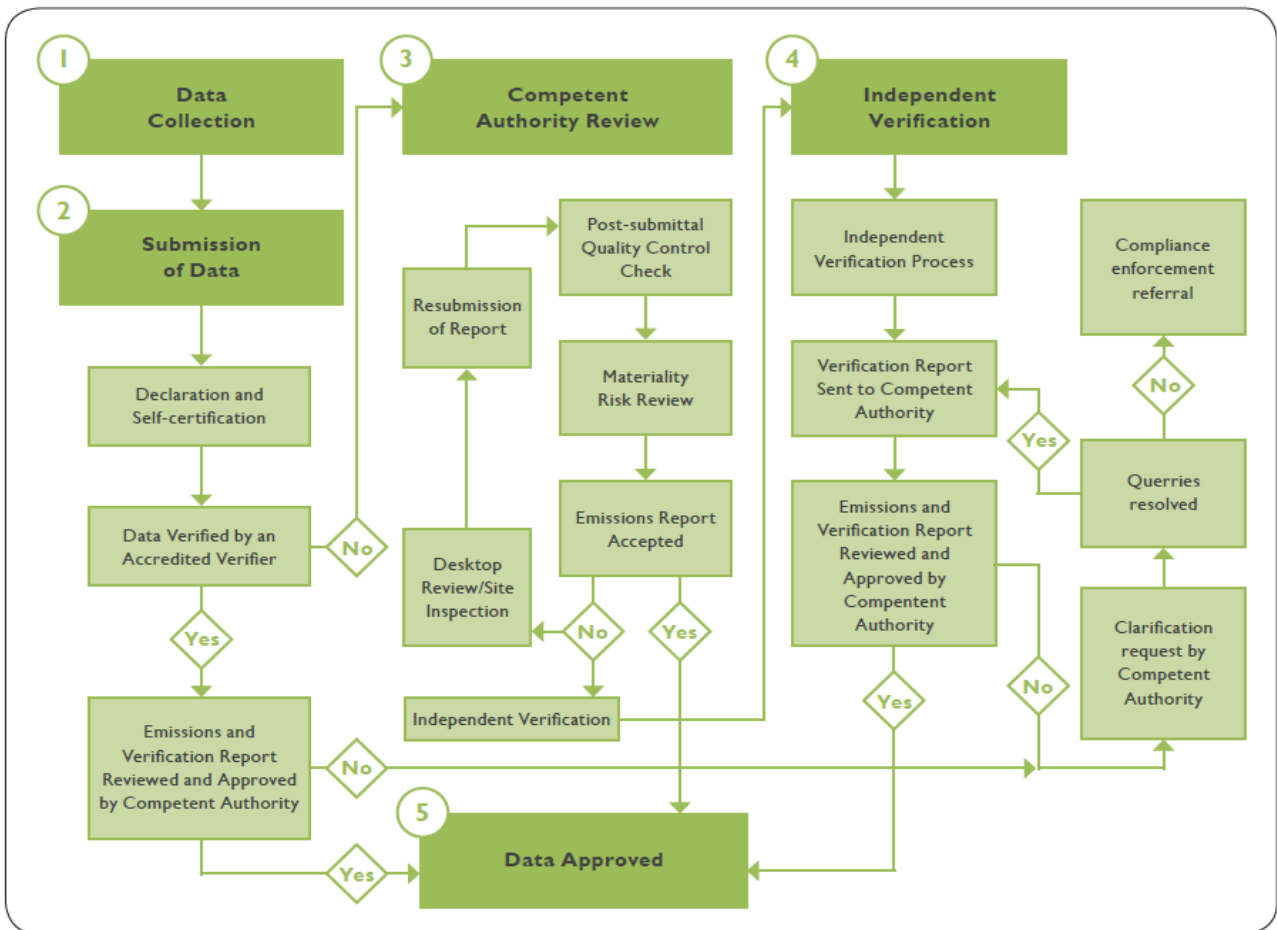 1
Data
Collection
2
Submission
of Data
Declaration and
Self-certification
Data Verified by an
Accredited Verifier
No
Yes
Emissions and
Verification Report
Reviewed and Approved
by Competent Authority
No
Yes
3
Competent
Authority Review
Post-submittal
Quality Control
Check
Resubmission
of Report
Materiality
Risk Review
Emissions Report
Accepted
Desktop
Review/Site
Inspection
No
Yes
Independent Verification
4
Independent
Verification
Independent
Verification Process
Verification Report
Sent to Competent
Authority
Emissions and
Verification Report
Reviewed and
Approved by
Compentent
Authority
No
Yes
Compliance
enforcement
referral
No
Yes
Querries
resolved
Clarification
request by
Competent
Authority
5
Data Approved